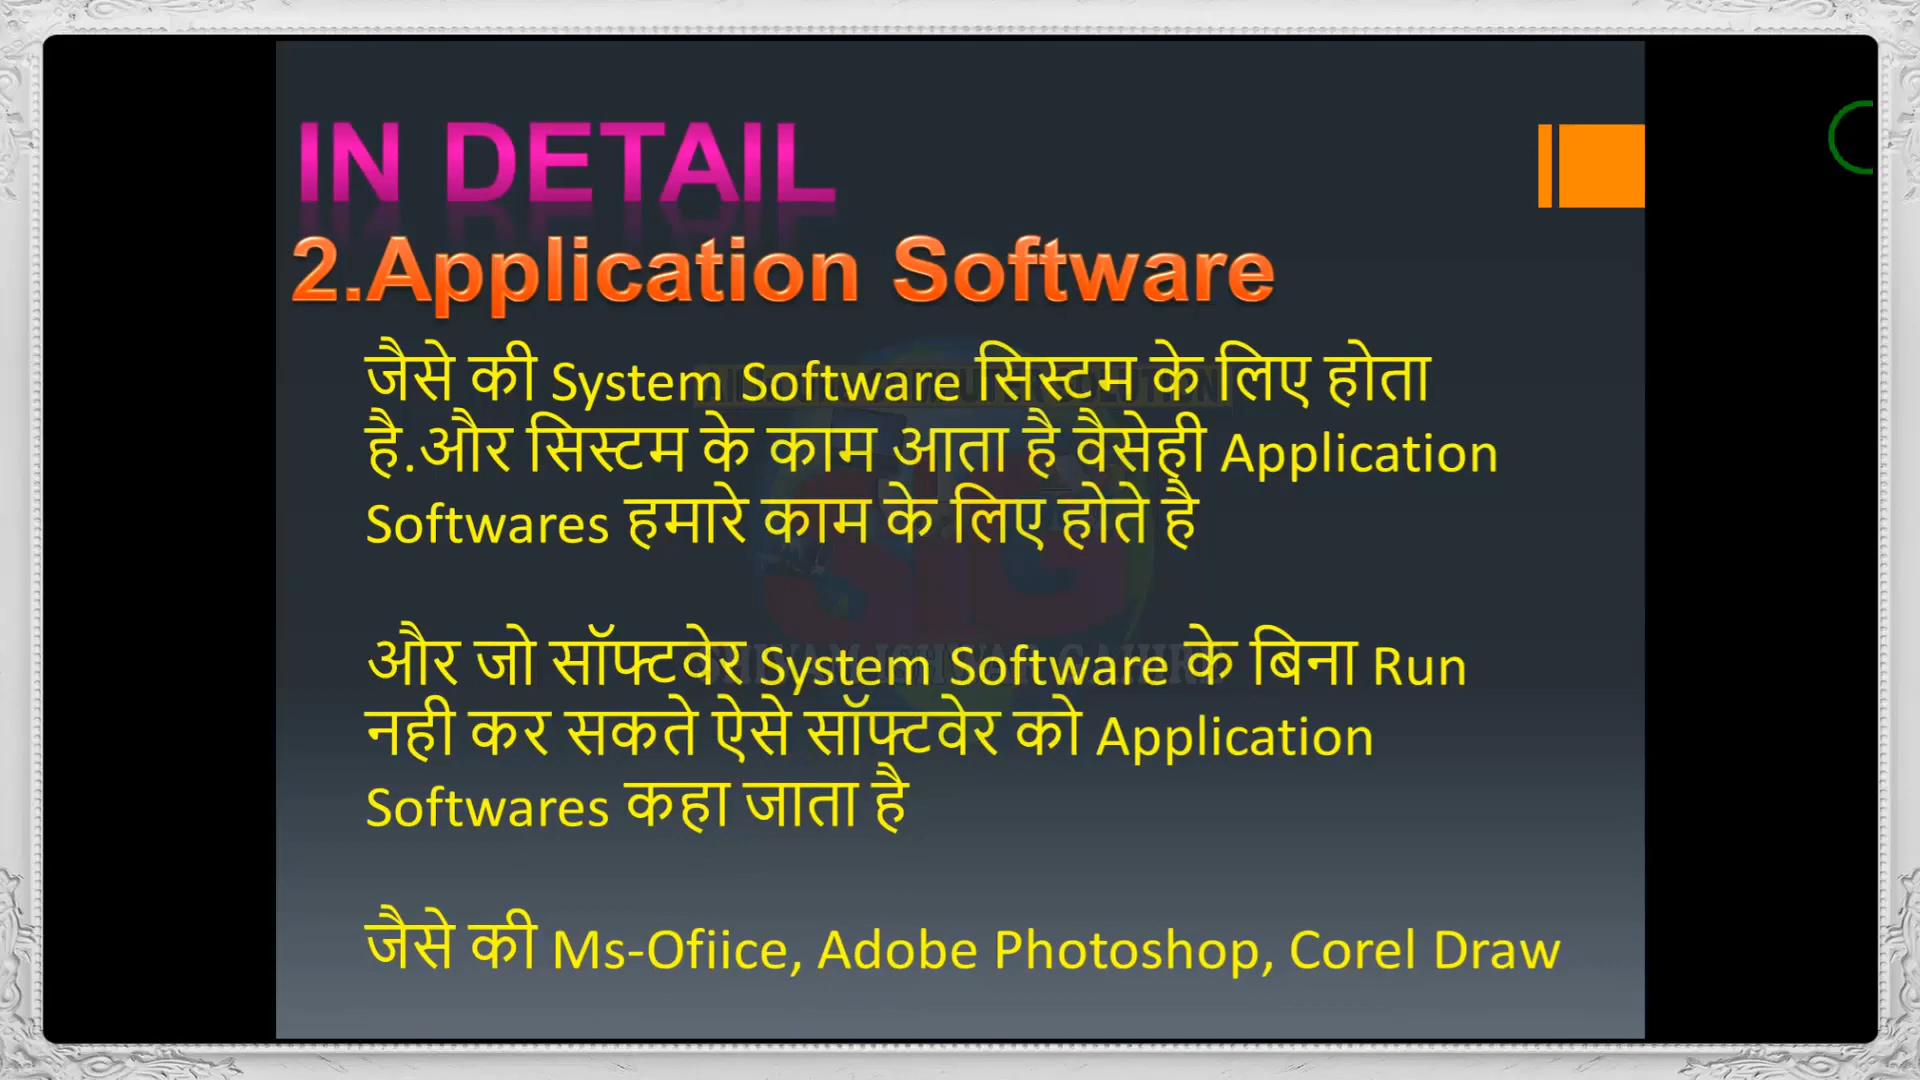 IN DETAIL
2.Application Software
जैसे की System Software सिस्टम के लिए होता
है.और सिस्टम के काम आता है वैसेही Application
Softwares हमारे काम के लिए होते है
और जो सॉफ्टवेर System Software के बिना Run
नही कर सकते ऐसे सॉफ्टवेर को Application
Softwares कहा जाता है
जैसे की Ms-Ofiice, Adobe Photoshop, Corel Draw